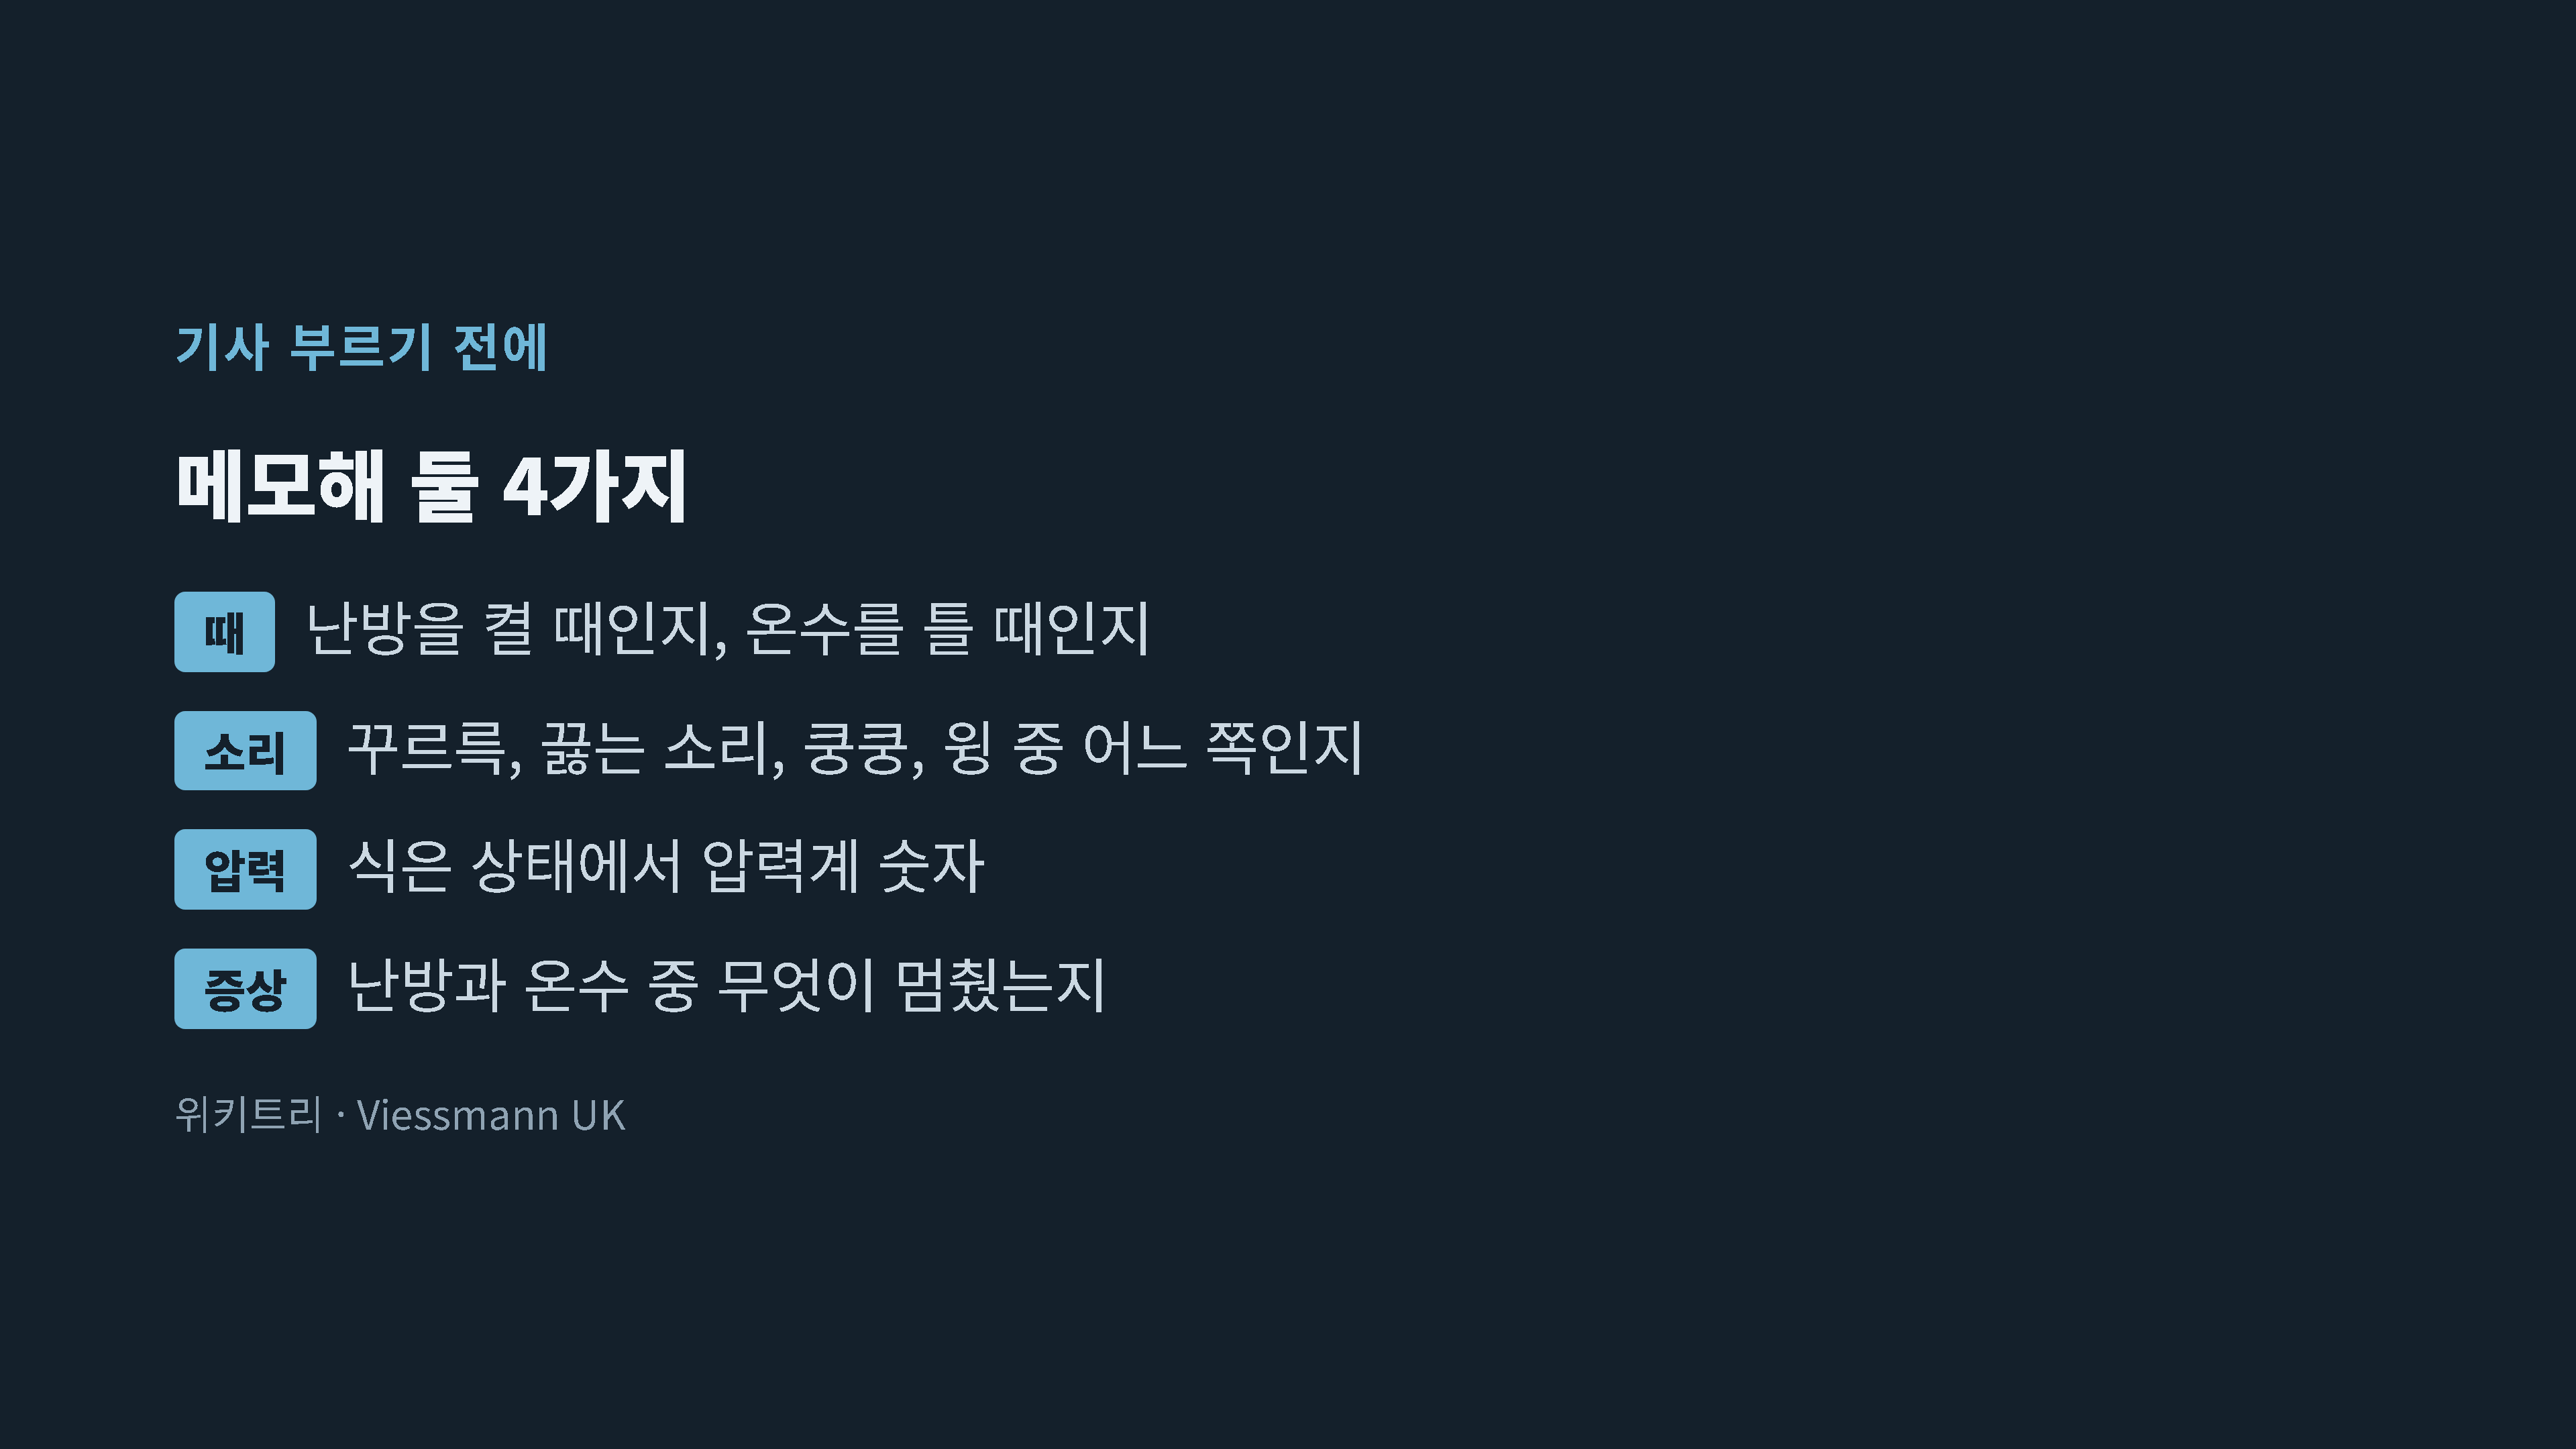 기사 부르기 전에
메모해 둘 4가지
때 난방을 켤 때인지, 온수를 틀 때인지
소리 꾸르륵, 끓는 소리, 쿵쿵, 윙 중 어느 쪽인지
압력 식은 상태에서 압력계 숫자
증상 난방과 온수 중 무엇이 멈췄는지
위키트리 · Viessmann UK